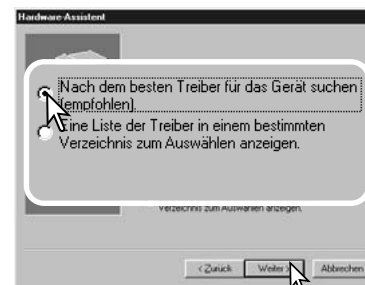 Hardware-Assistent
Nach dem besten Treiber für das Gerät suchen
(empfohlen).
Eine Liste der Treiber in einem bestimmten
Verzeichnis zum Auswählen anzeigen.
Verzeichnis zum Auswählen anzeigen.
< Zurück Weiter > Abbrechen